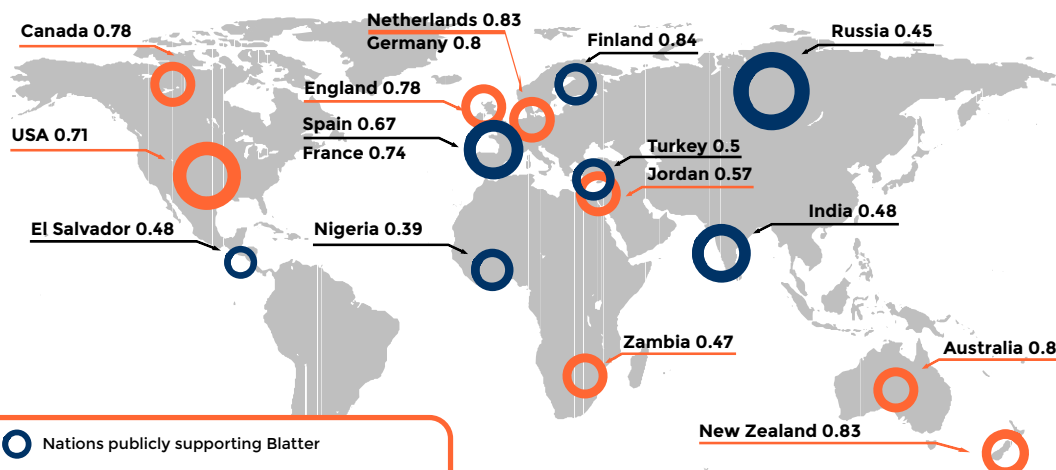 Netherlands 0.83
Canada 0.78
Russia 0.45
Germany 0.8
Finland 0.84
England 0.78
Spain 0.67
USA 0.71
France 0.74
Turkey 0.5
Jordan 0.57
India 0.48
El Salvador 0.48
Nigeria 0.39
Zambia 0.47
Australia 0.8
New Zealand 0.83
Nations publicly supporting Blatter